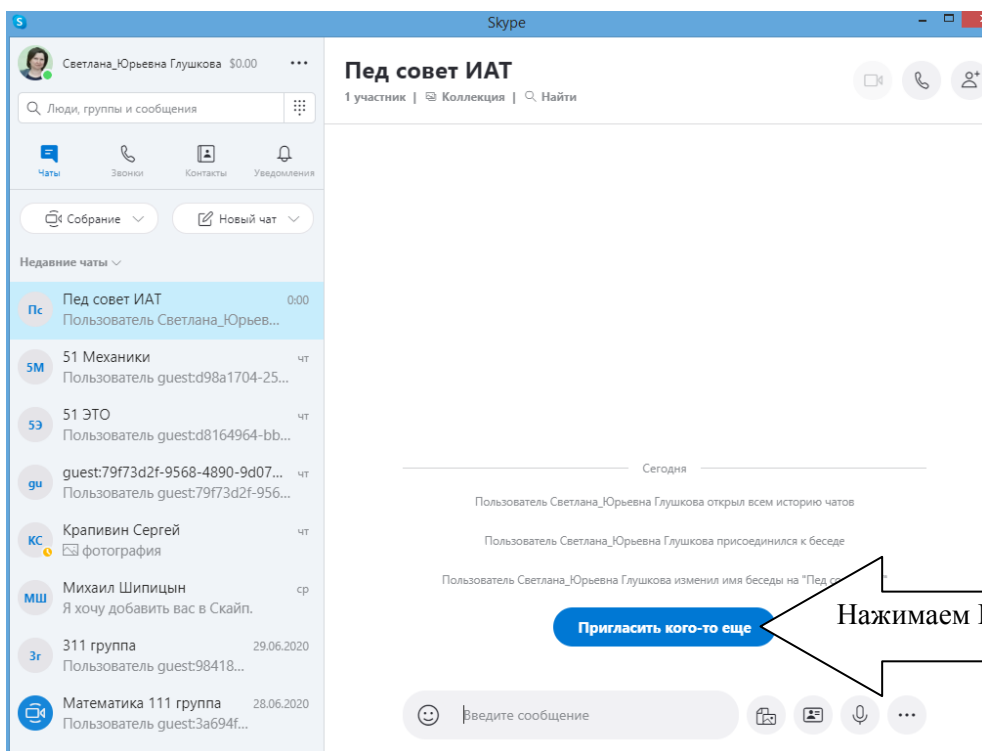 Skype
Светлана_Юрьевна Глушкова $0.00
Люди, группы и сообщения
Чаты Звонки Контакты Уведомления
Собрание Новый чат
Недавние чаты
Пс Пед совет ИАТ 0:00
Пользователь Светлана_Юрьев...
5М 51 Механики чт
Пользователь guest:d98a1704-25...
5Э 51 ЭТО чт
Пользователь guest:d8164964-bb...
gu guest:79f73d2f-9568-4890-9d07... чт
Пользователь guest:79f73d2f-956...
КС Крапивин Сергей чт
фотография
МШ Михаил Шипицын ср
Я хочу добавить вас в Скайп.
3г 311 группа 29.06.2020
Пользователь guest:98418...
Математика 111 группа 28.06.2020
Пользователь guest:3a694f...
Пед совет ИАТ
1 участник | Коллекция | Найти
Сегодня
Пользователь Светлана_Юрьевна Глушкова открыл всем историю чатов
Пользователь Светлана_Юрьевна Глушкова присоединился к беседе
Пользователь Светлана_Юрьевна Глушкова изменил имя беседы на "Пед со
Пригласить кого-то еще
Нажимаем
Введите сообщение